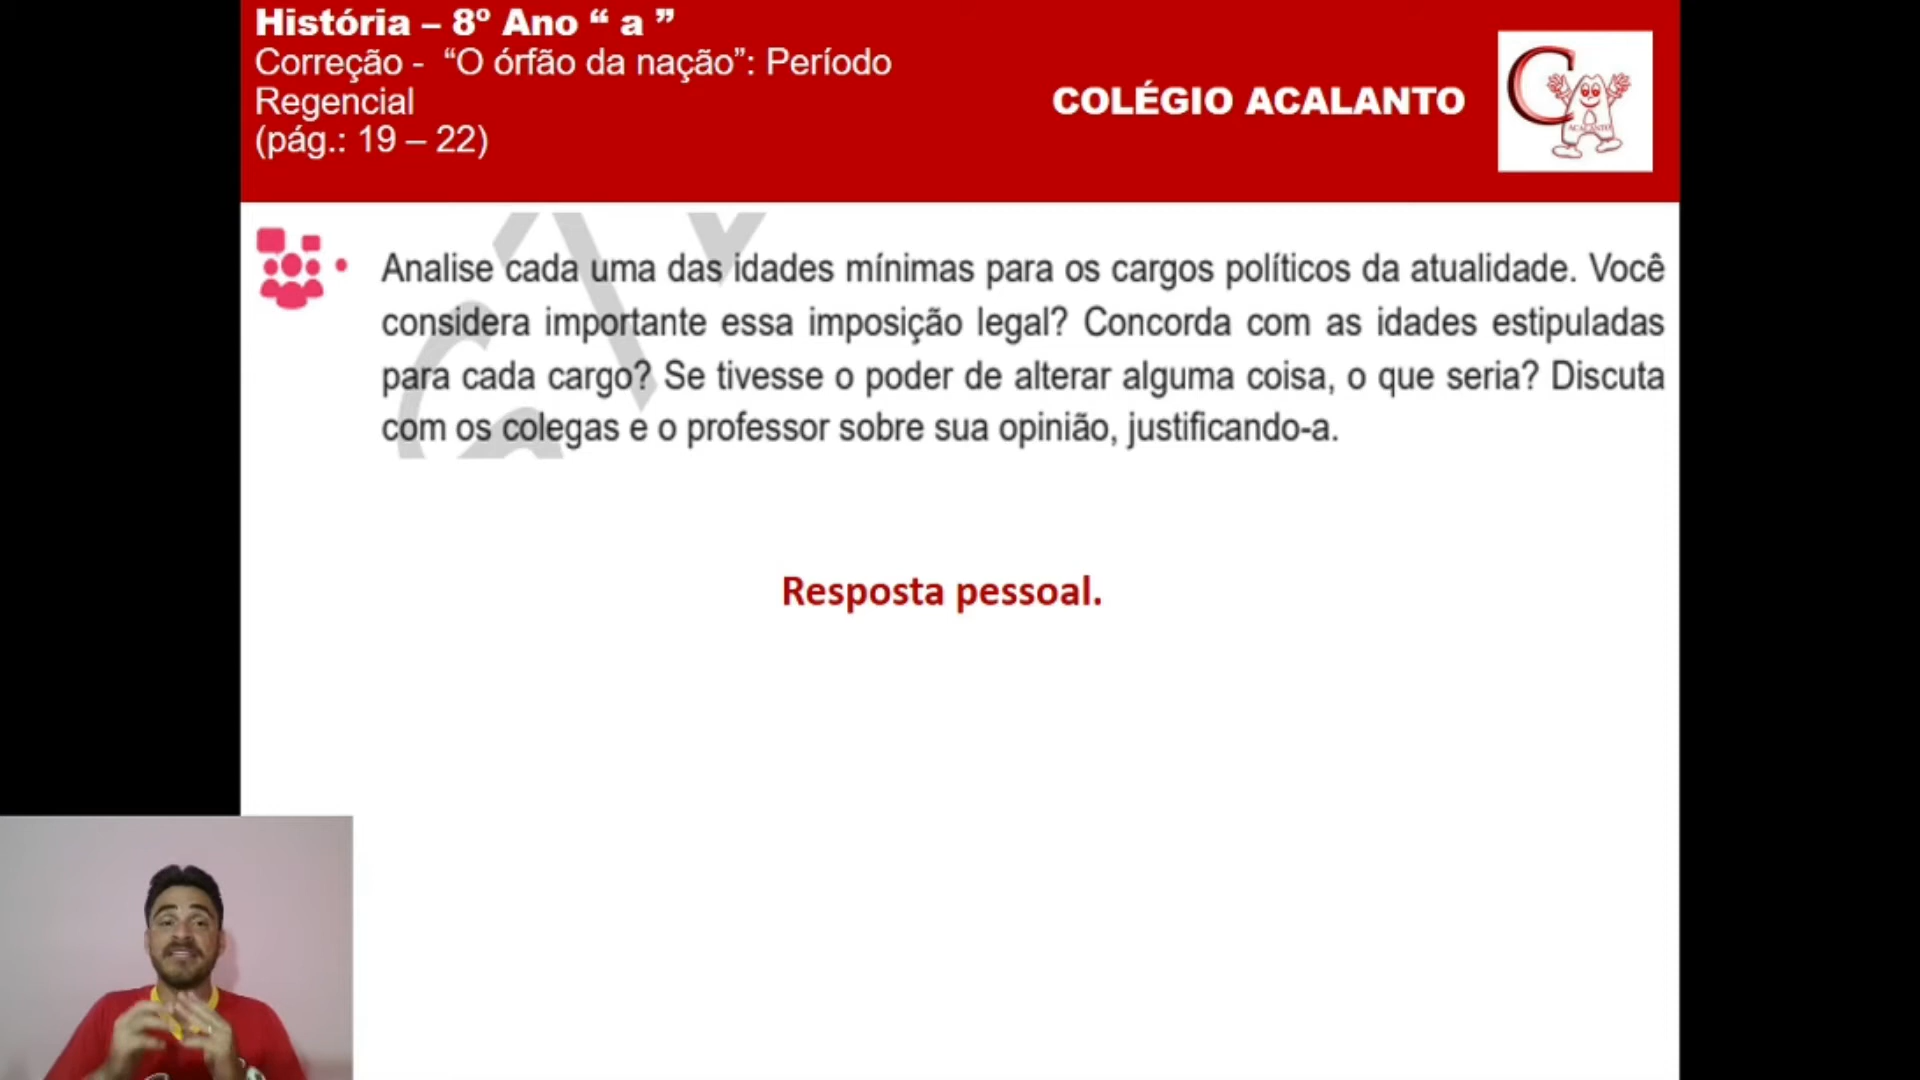 História – 8º Ano “ a ”
Correção - “O órfão da nação”: Período
Regencial
(pág.: 19 – 22)
COLÉGIO ACALANTO
ACALANTO
Analise cada uma das idades mínimas para os cargos políticos da atualidade. Você
considera importante essa imposição legal? Concorda com as idades estipuladas
para cada cargo? Se tivesse o poder de alterar alguma coisa, o que seria? Discuta
com os colegas e o professor sobre sua opinião, justificando-a.
Resposta pessoal.